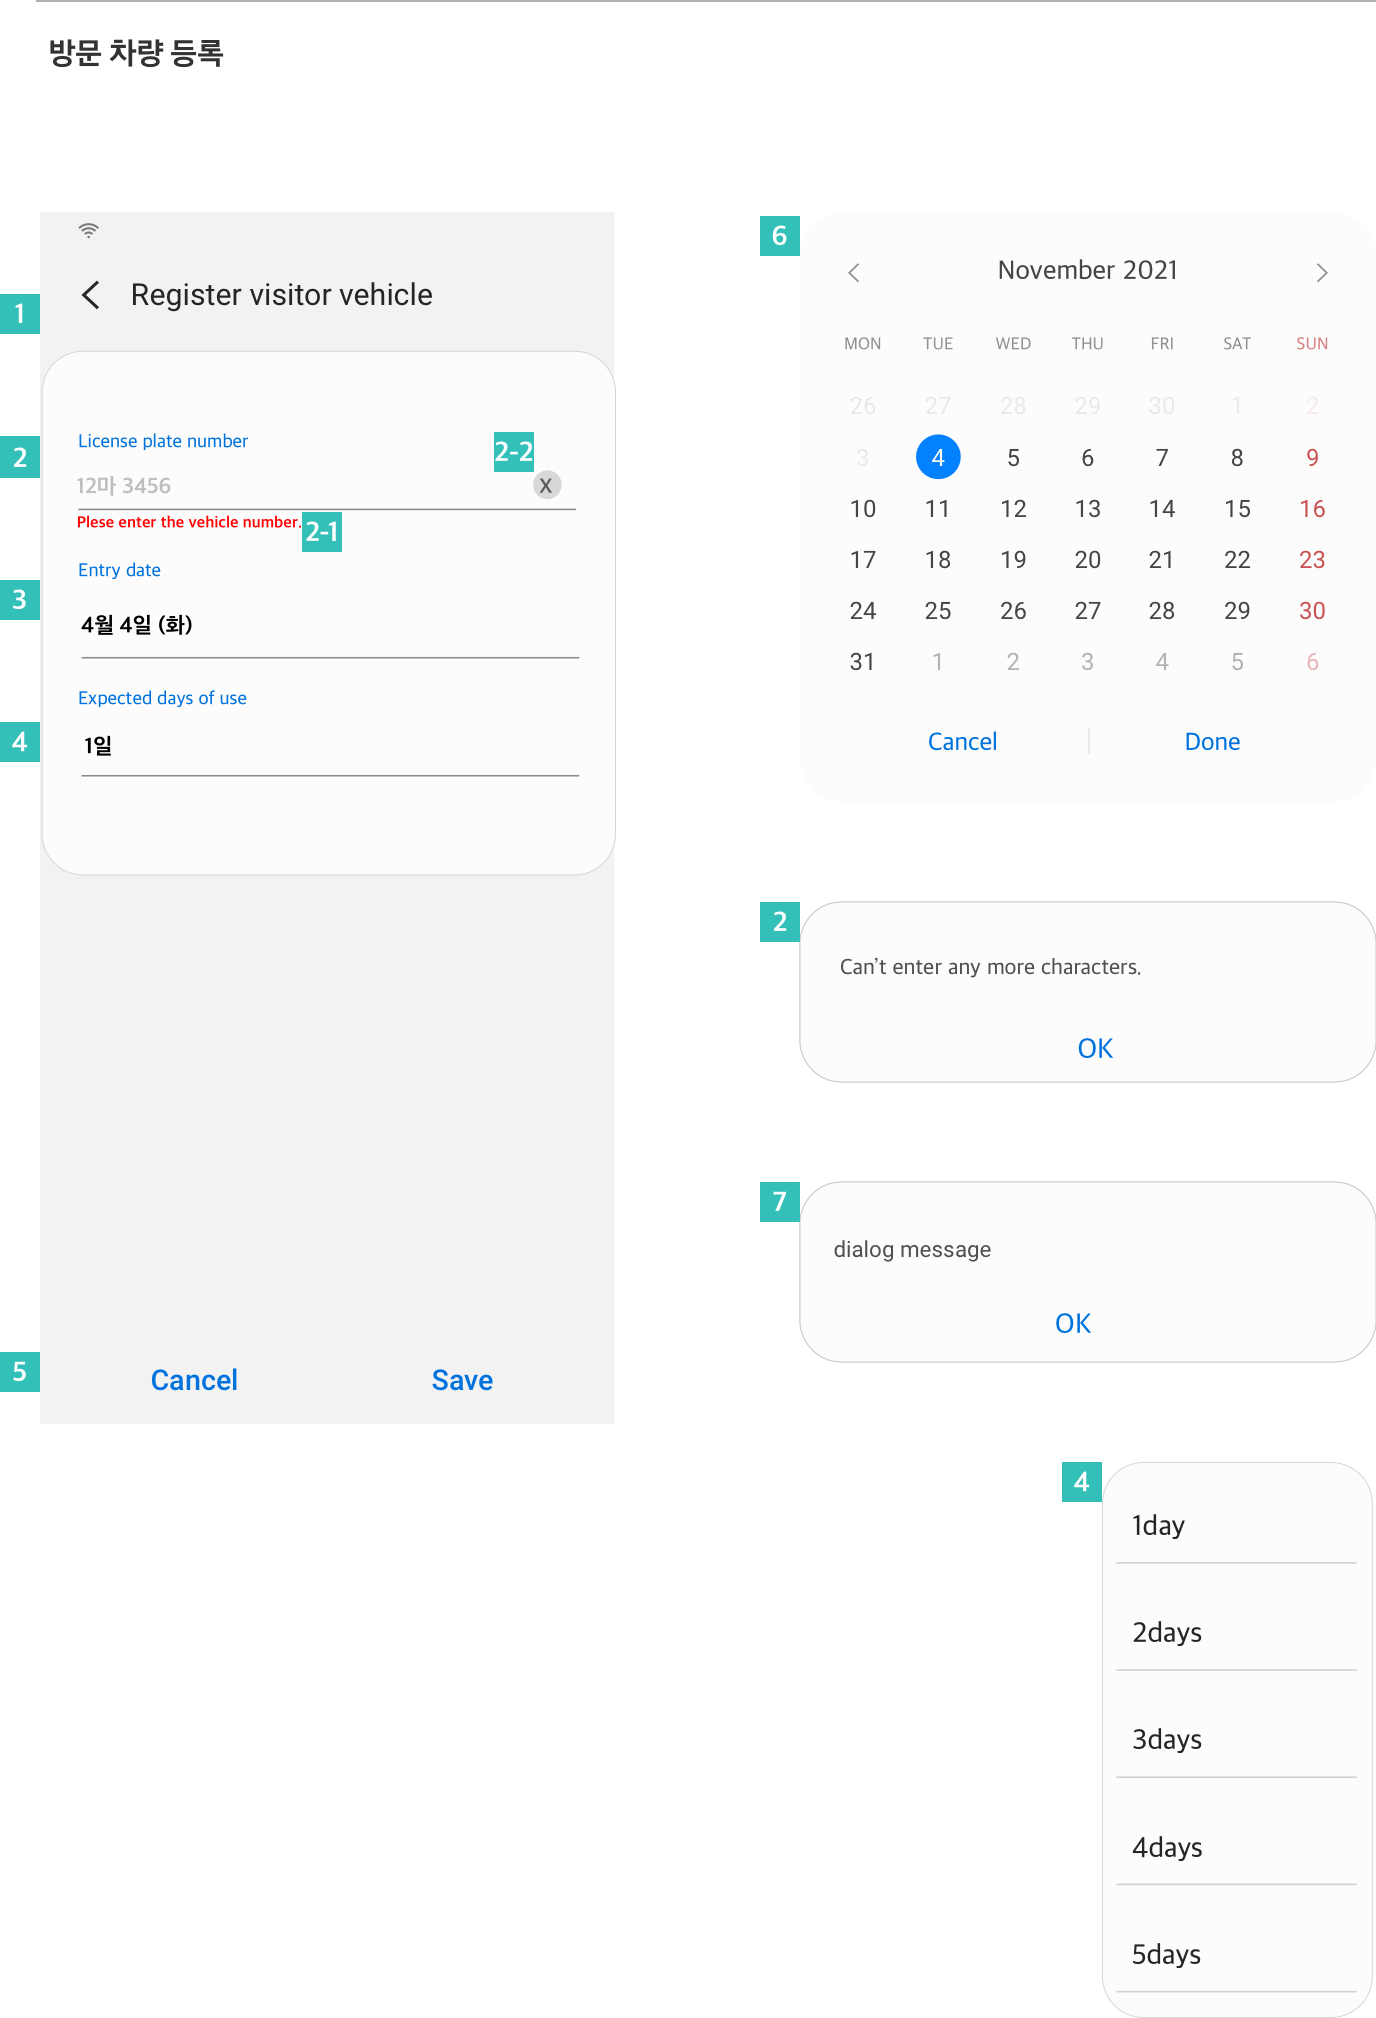 방문 차량 등록
1
Register visitor vehicle
2
License plate number
2-2
12마 3456
X
Plese enter the vehicle number.
2-1
3
Entry date
4월 4일 (화)
4
Expected days of use
1일
5
Cancel Save
6
November 2021
MON TUE WED THU FRI SAT SUN
26 27 28 29 30 1 2
3 4 5 6 7 8 9
10 11 12 13 14 15 16
17 18 19 20 21 22 23
24 25 26 27 28 29 30
31 1 2 3 4 5 6
Cancel Done
2
Can't enter any more characters.
OK
7
dialog message
OK
4
1day
2days
3days
4days
5days